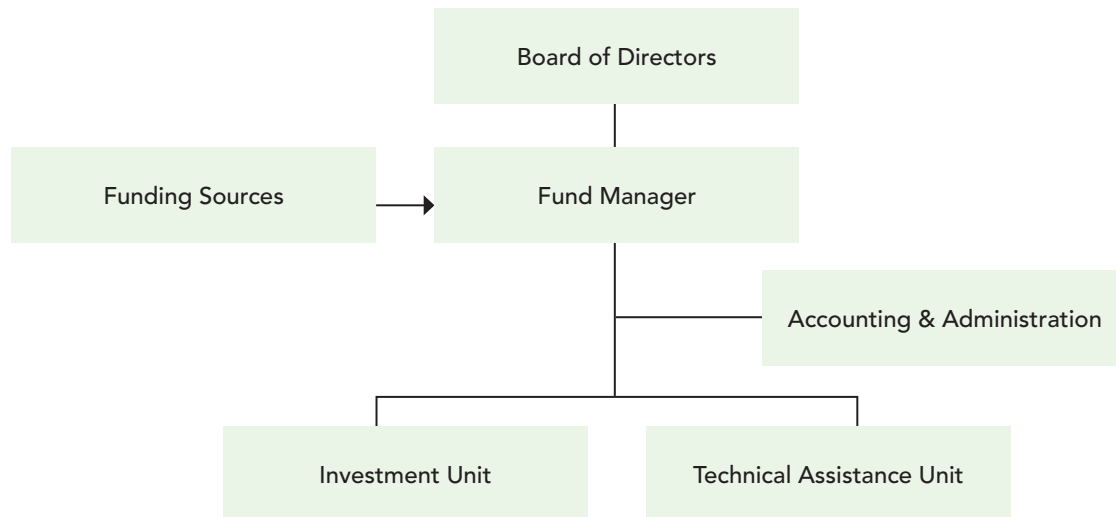 Board of Directors
Funding Sources
Fund Manager
Accounting & Administration
Investment Unit
Technical Assistance Unit